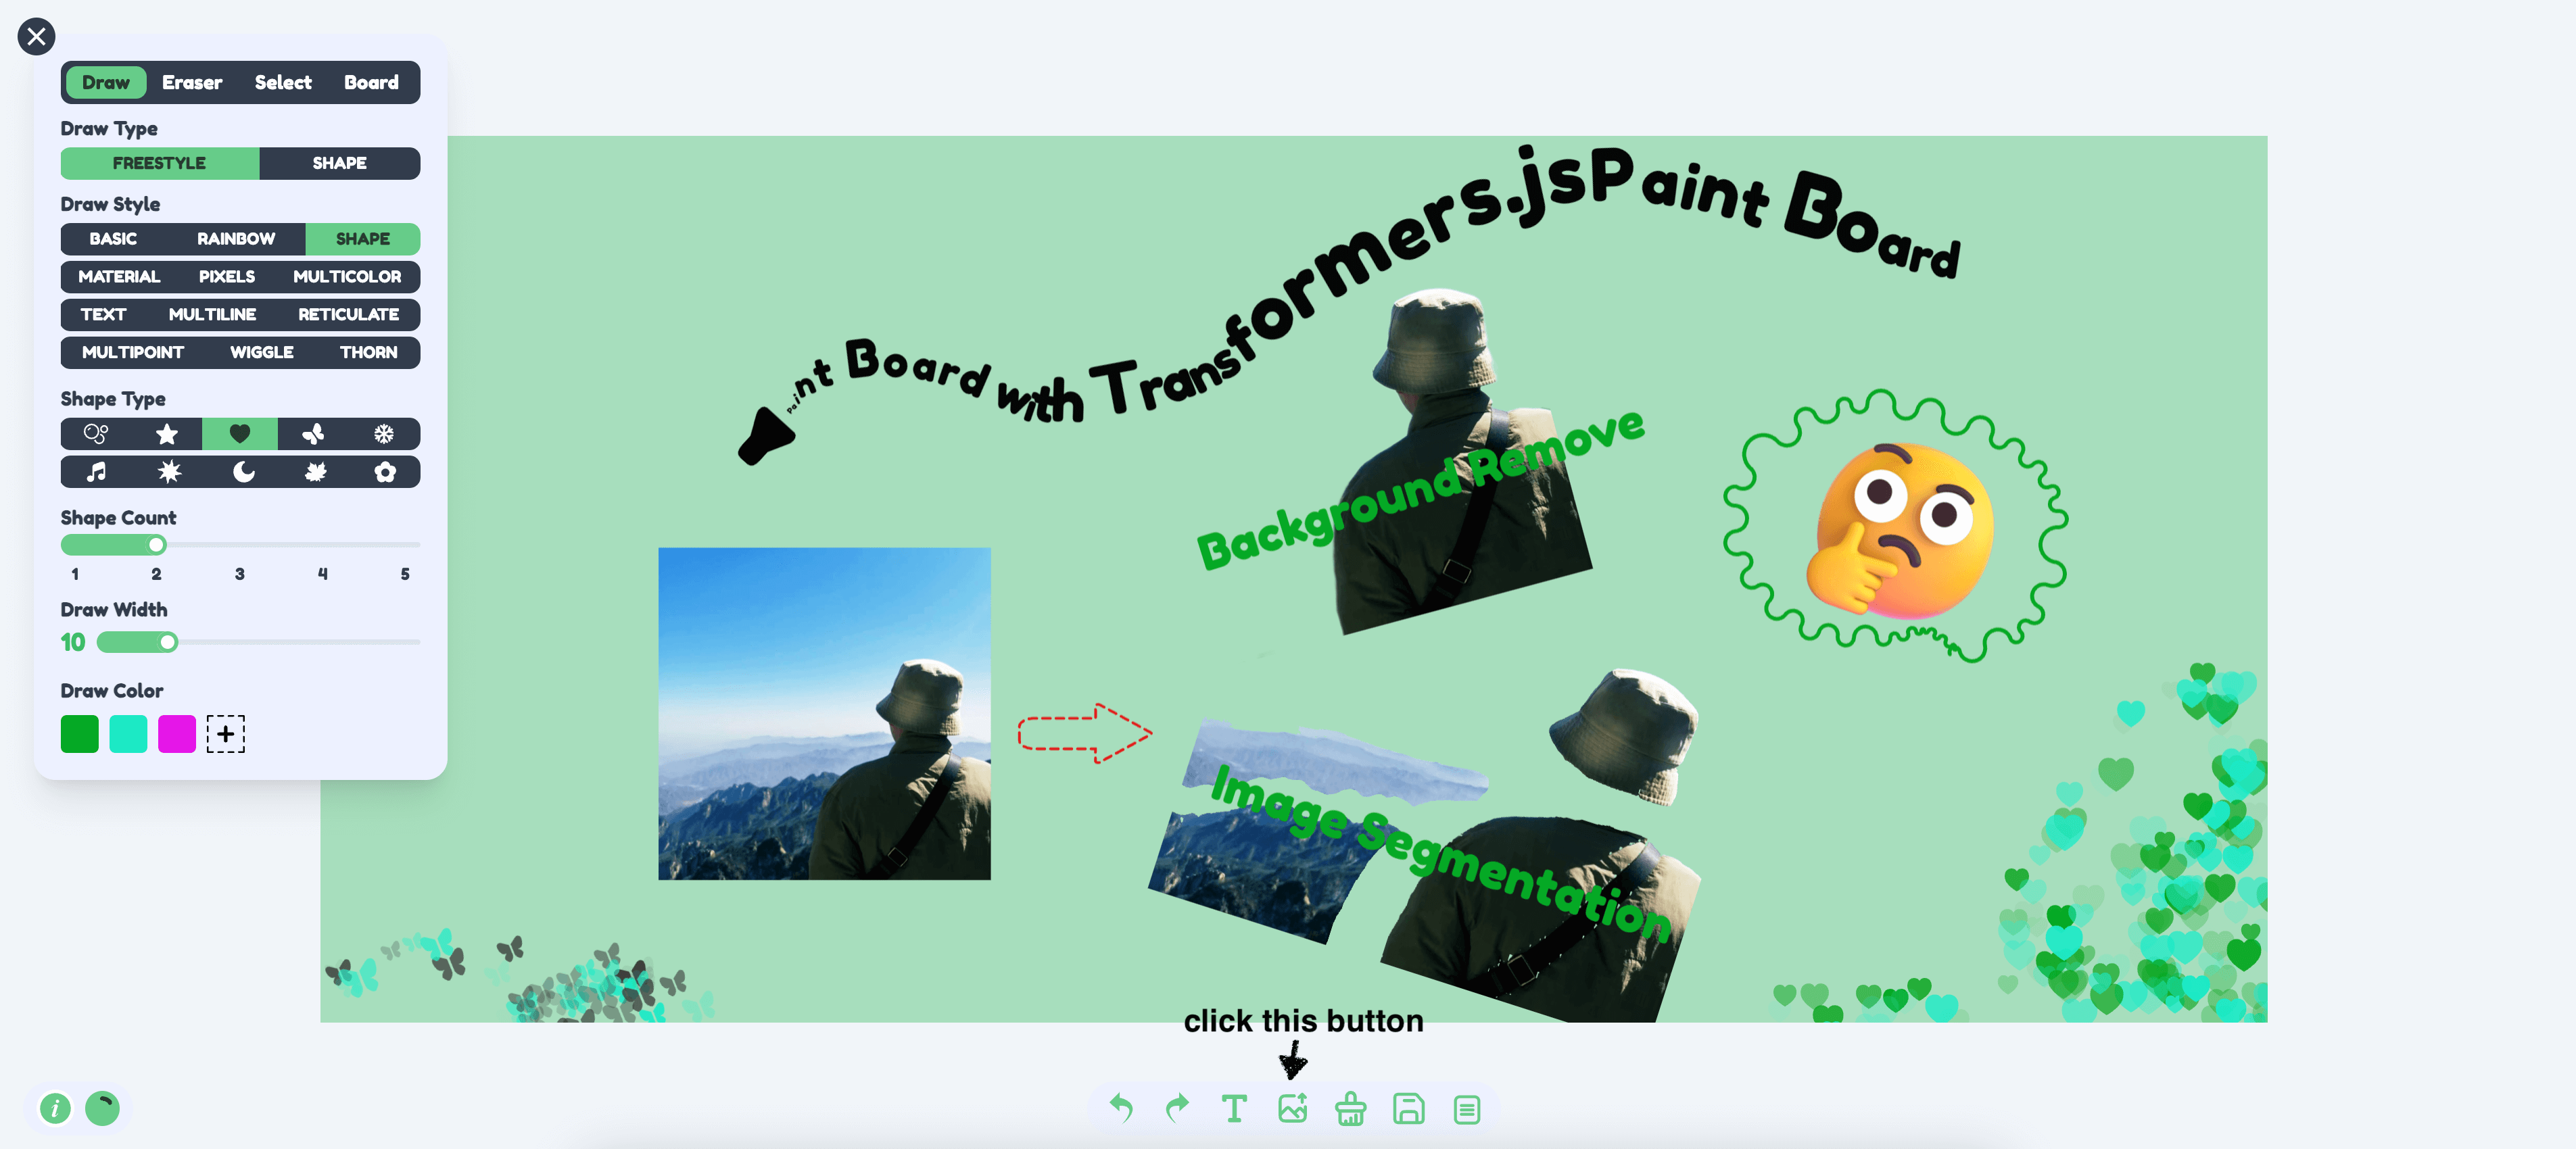 Draw Eraser Select Board
Draw Type
FREESTYLE SHAPE
Draw Style
BASIC RAINBOW SHAPE
MATERIAL PIXELS MULTICOLOR
TEXT MULTILINE RETICULATE
MULTIPOINT WIGGLE THORN
Shape Type
Shape Count
1 2 3 4 5
Draw Width
10
Draw Color
Paint Board with Transformers.jsPaint Board
Background Remove
Image Segmentation
click this button
i
T